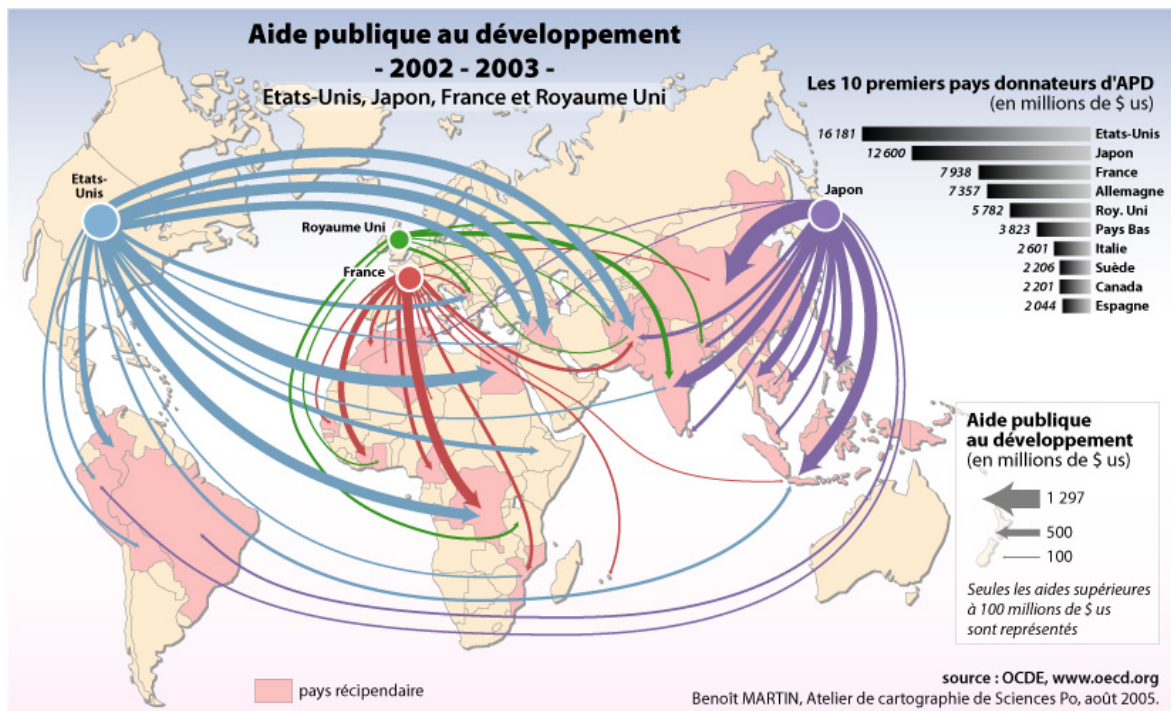 Aide publique au développement
- 2002 - 2003 -
Etats-Unis, Japon, France et Royaume Uni
Les 10 premiers pays donnateurs d'APD
(en millions de $ us)
16 181 Etats-Unis
12 600 Japon
7 938 France
7 357 Allemagne
5 782 Roy. Uni
3 823 Pays Bas
2 601 Italie
2 206 Suède
2 201 Canada
2 044 Espagne
Etats-
Unis
Royaume Uni
France
Japon
Aide publique
au développement
(en millions de $ us)
1 297
500
100
Seules les aides supérieures
à 100 millions de $ us
sont représentés
pays récipendaire
source : OCDE, www.oecd.org
Benoît MARTIN, Atelier de cartographie de Sciences Po, août 2005.